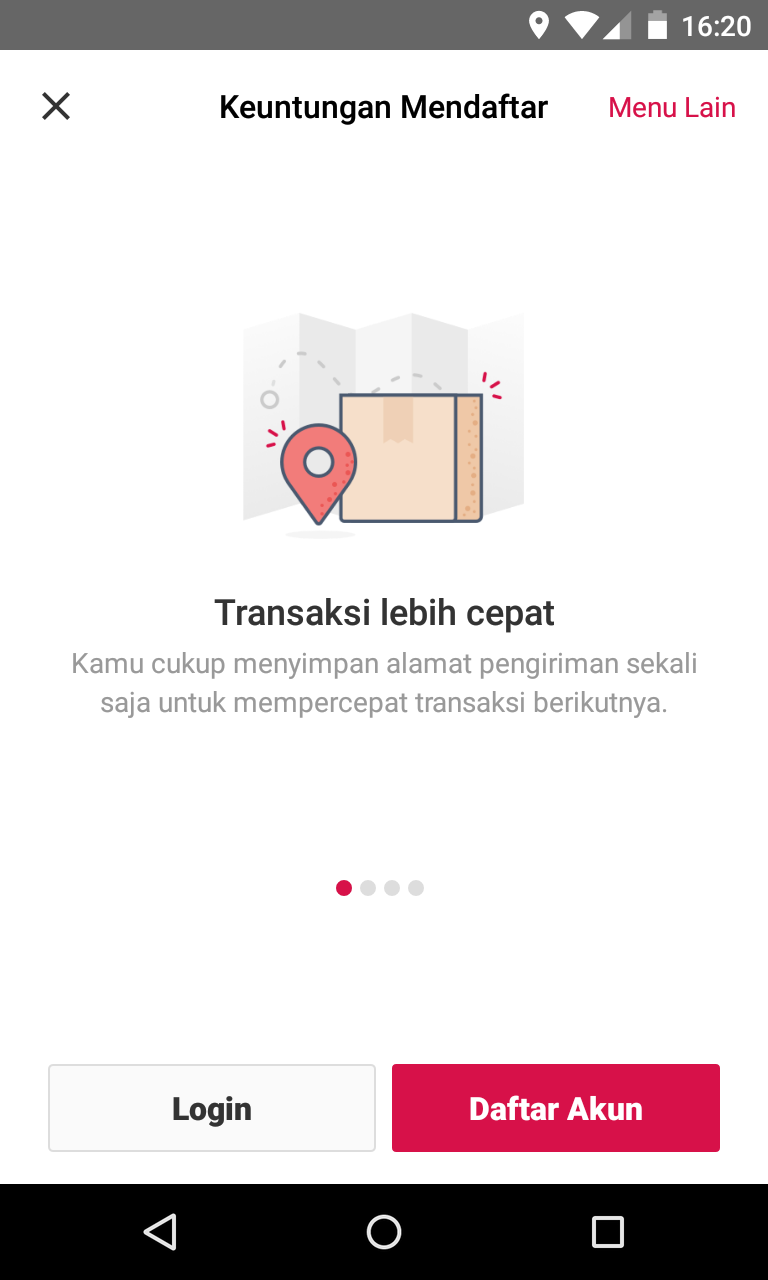 16:20
Keuntungan Mendaftar
Menu Lain
Transaksi lebih cepat
Kamu cukup menyimpan alamat pengiriman sekali
saja untuk mempercepat transaksi berikutnya.
Login
Daftar Akun